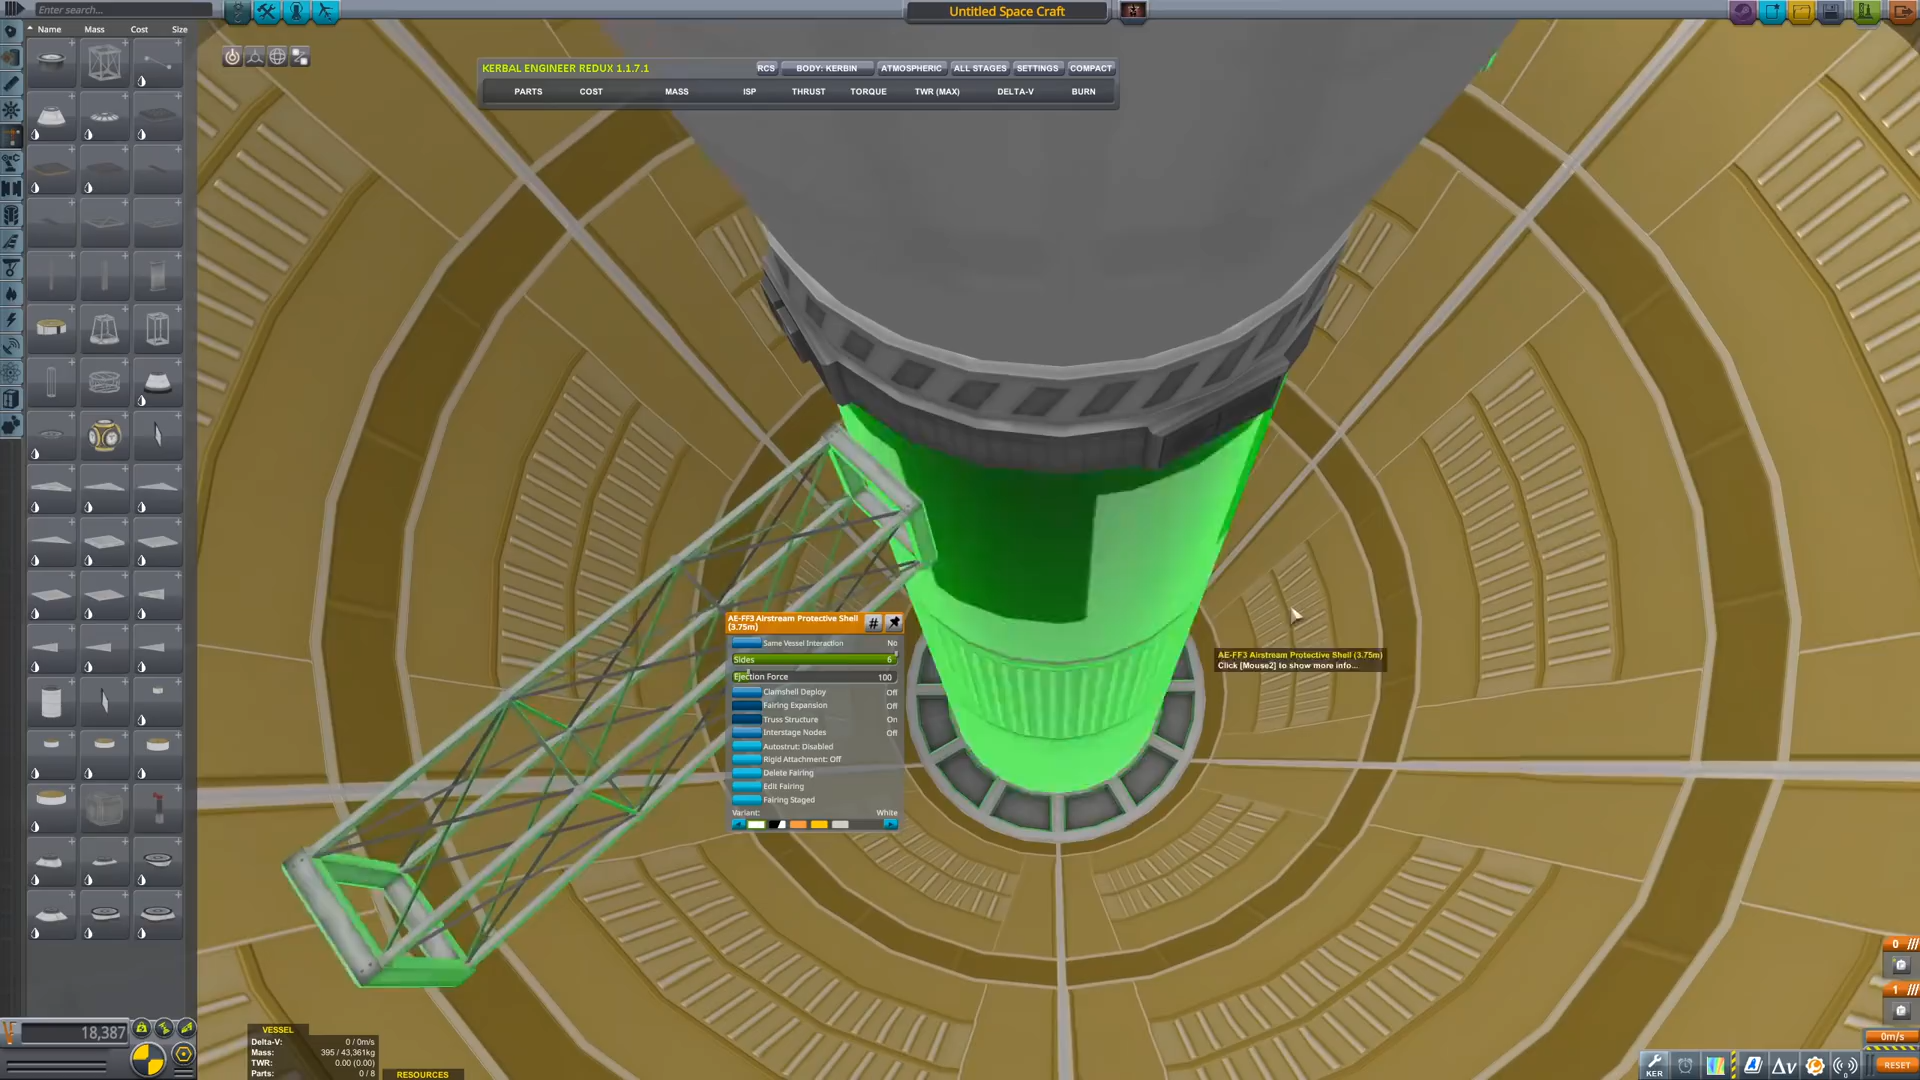 Enter search...
Untitled Space Craft
Name Mass Cost Size
KERBAL ENGINEER REDUX 1.1.7.1 RCS BODY: KERBIN ATMOSPHERIC ALL STAGES SETTINGS COMPACT
PARTS COST MASS ISP THRUST TORQUE TWR (MAX) DELTA-V BURN
AE-FF3 Airstream Protective Shell
(3.75m)
#
Same Vessel Interaction No
Sides 6
Ejection Force 100
Clamshell Deploy Off
Fairing Expansion Off
Truss Structure On
Interstage Nodes Off
Autostrut: Disabled
Rigid Attachment: Off
Delete Fairing
Edit Fairing
Fairing Staged
Variant: White
AE-FF3 Airstream Protective Shell (3.75m)
Click [Mouse2] to show more info...
0
1
0m/s
18,387
VESSEL
Delta-V: 0 / 0m/s
Mass: 395 / 43,361kg
TWR: 0.00 (0.00)
Parts: 0 / 8
RESOURCES
KER
Δv
RESET